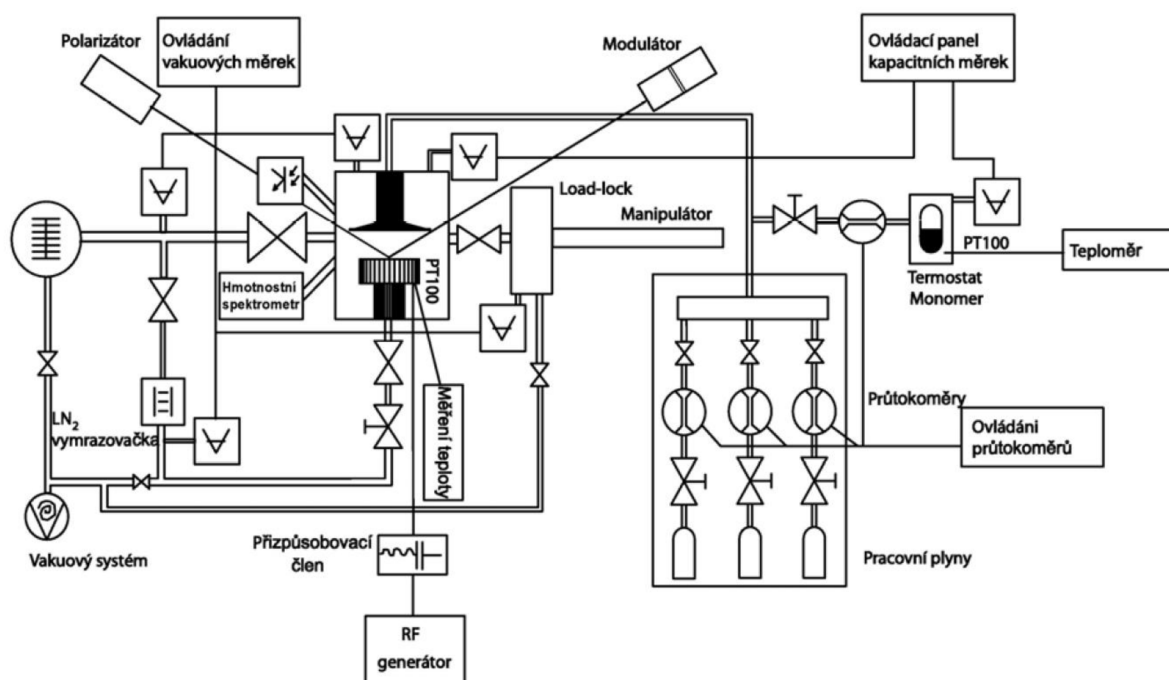 Polarizátor
Ovládání
vakuových měrek
Modulátor
Ovládací panel
kapacitních měrek
Load-lock
Manipulátor
PT100
Teploměr
Termostat
Monomer
Hmotnostní
spektrometr
PT100
LN2
vymrazovačka
Měření teploty
Průtokoměry
Ovládáni
průtokoměrů
Vakuový systém
Přizpůsobovací
člen
Pracovní plyny
RF
generátor